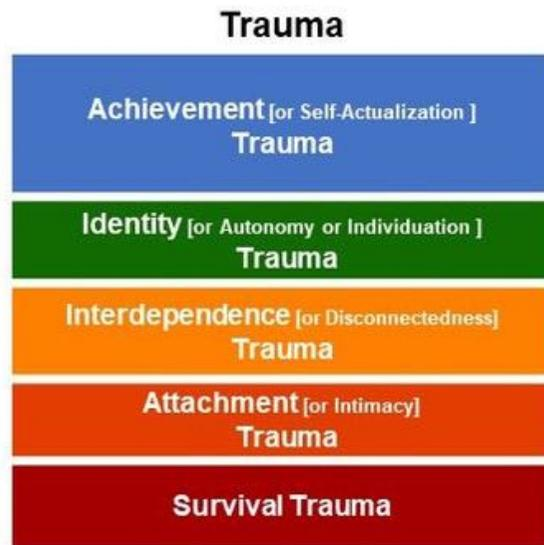 Trauma
Achievement [or Self-Actualization ]
Trauma
Identity [or Autonomy or Individuation ]
Trauma
Interdependence [or Disconnectedness]
Trauma
Attachment [or Intimacy]
Trauma
Survival Trauma